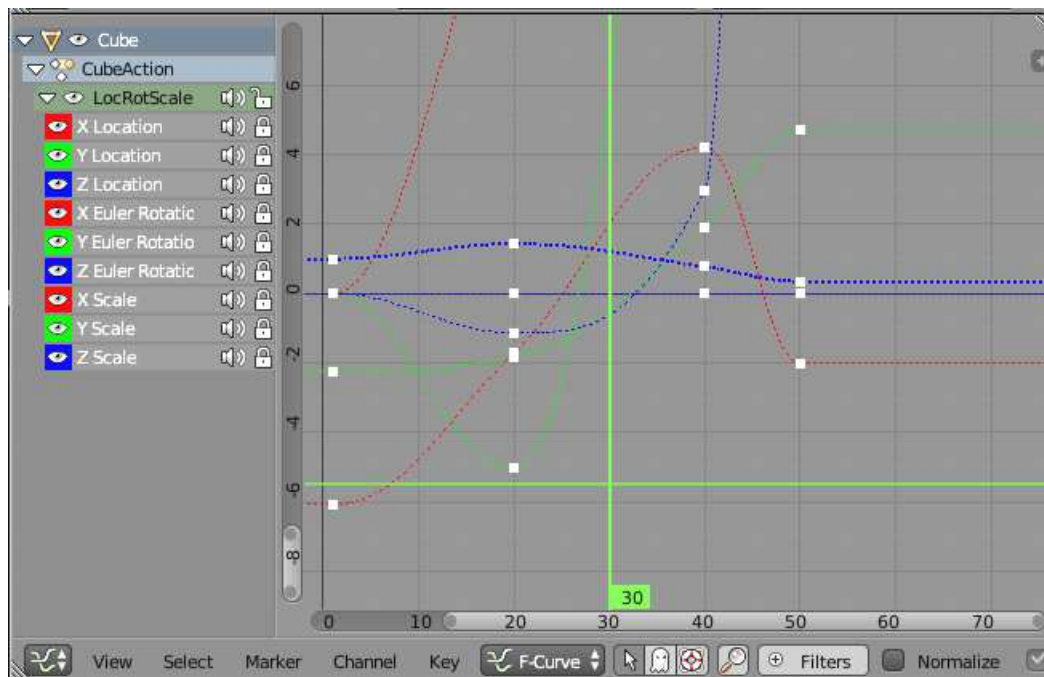 Cube
CubeAction
LocRotScale
X Location
Y Location
Z Location
X Euler Rotatic
Y Euler Rotatio
Z Euler Rotatic
X Scale
Y Scale
Z Scale
6
4
2
0
-2
-4
-6
-8
30
0 10 20 30 40 50 60 70
View Select Marker Channel Key F-Curve Filters Normalize